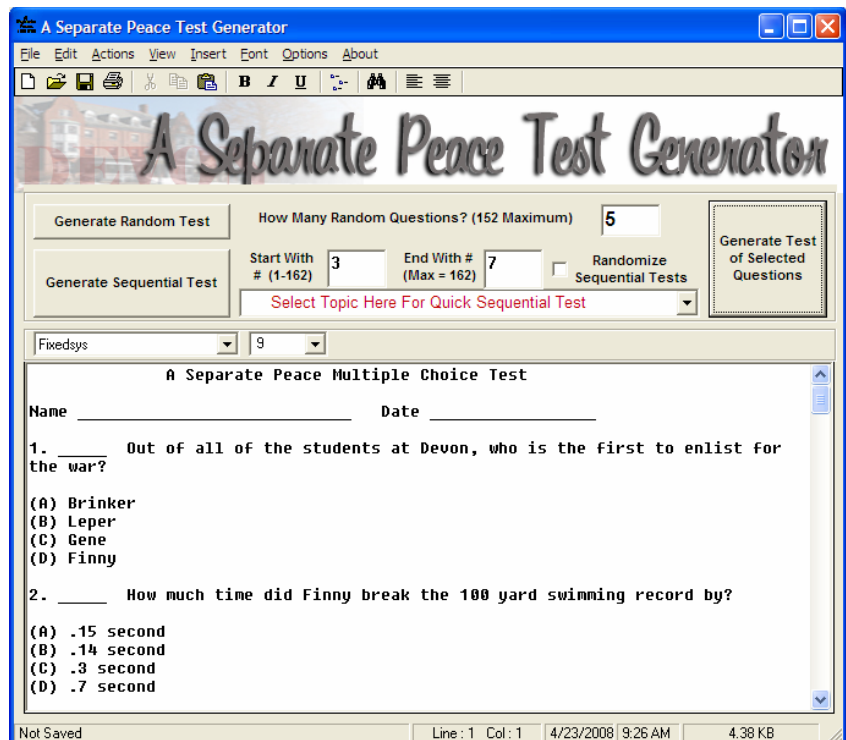 A Separate Peace Test Generator
File Edit Actions View Insert Font Options About
B I U
A Separate Peace Test Generator
Generate Random Test
How Many Random Questions? (152 Maximum)
5
Generate Test
of Selected
Questions
Generate Sequential Test
Start With
# (1-162)
3
End With #
(Max = 162)
7
Randomize
Sequential Tests
Select Topic Here For Quick Sequential Test
Fixedsys
9
A Separate Peace Multiple Choice Test
Name _________________________ Date _______________
1. _____ Out of all of the students at Devon, who is the first to enlist for
the war?
(A) Brinker
(B) Leper
(C) Gene
(D) Finny
2. _____ How much time did Finny break the 100 yard swimming record by?
(A) .15 second
(B) .14 second
(C) .3 second
(D) .7 second
Not Saved
Line : 1 Col : 1
4/23/2008
9:26 AM
4.38 KB